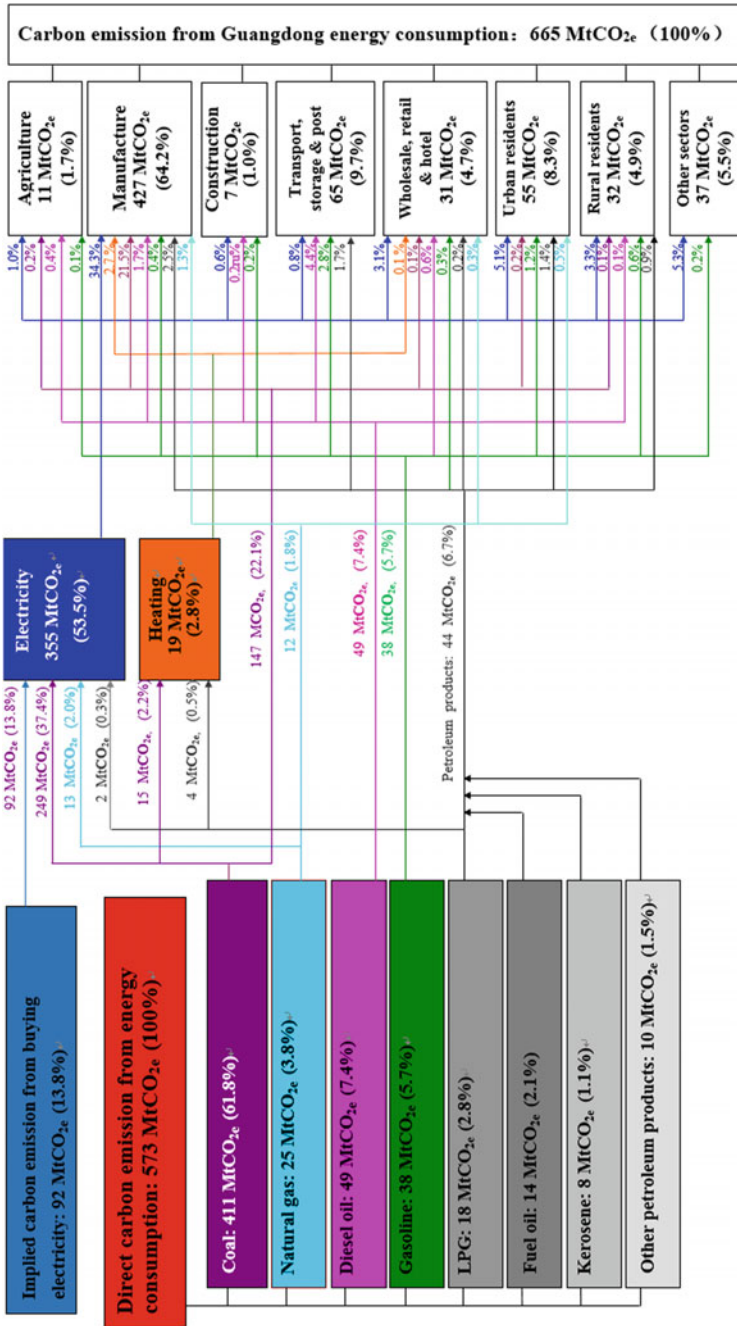 Carbon emission from Guangdong energy consumption: 665 MtCO2e (100%)
Agriculture
11 MtCO2e
(1.7%)
Manufacture
427 MtCO2e
(64.2%)
Construction
7 MtCO2e
(1.0%)
Transport,
storage & post
65 MtCO2e
(9.7%)
Wholesale, retail
& hotel
31 MtCO2e
(4.7%)
Urban residents
55 MtCO2e
(8.3%)
Rural residents
32 MtCO2e
(4.9%)
Other sectors
37 MtCO2e
(5.5%)
1.0%
0.2%
0.4%
0.1%
34.3%
2.7%
21.5%
1.7%
0.4%
2.5%
1.3%
0.6%
0.2m%
0.2%
0.8%
4.4%
2.8%
1.7%
3.1%
0.1%
0.1%
0.6%
0.3%
0.2%
0.3%
5.1%
0.2%
1.2%
1.4%
0.5%
3.3%
0.1%
0.1%
0.6%
0.9%
5.3%
0.2%
Electricity
355 MtCO2e
(53.5%)
Heating
19 MtCO2e
(2.8%)
92 MtCO2e (13.8%)
249 MtCO2e (37.4%)
13 MtCO2e (2.0%)
2 MtCO2e (0.3%)
15 MtCO2e, (2.2%)
4 MtCO2e, (0.5%)
147 MCO2e, (22.1%)
12 MtCO2e (1.8%)
49 MtCO2e, (7.4%)
38 MtCO2e, (5.7%)
Petroleum products: 44 MtCO2e (6.7%)
Implied carbon emission from buying
electricity: 92 MtCO2e (13.8%)
Direct carbon emission from energy
consumption: 573 MtCO2e (100%)
Coal: 411 MtCO2e (61.8%)
Natural gas: 25 MtCO2e (3.8%)
Diesel oil: 49 MtCO2e (7.4%)
Gasoline: 38 MtCO2e (5.7%)
LPG: 18 MtCO2e (2.8%)
Fuel oil: 14 MtCO2e (2.1%)
Kerosene: 8 MtCO2e (1.1%)
Other petroleum products: 10 MtCO2e (1.5%)